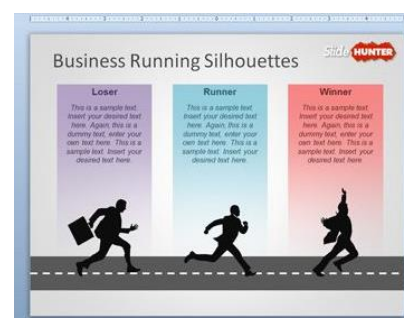 Slide HUNTER
Business Running Silhouettes
Loser
This is a sample text.
Insert your desired text
here. Again, this is a
dummy text, enter your
own text here. This is a
sample text. Insert your
desired text here.
Runner
This is a sample text.
Insert your desired text
here. Again, this is a
dummy text, enter your
own text here. This is a
sample text. Insert your
desired text here.
Winner
This is a sample text.
Insert your desired text
here. Again, this is a
dummy text, enter your
own text here. This is a
sample text. Insert your
desired text here.